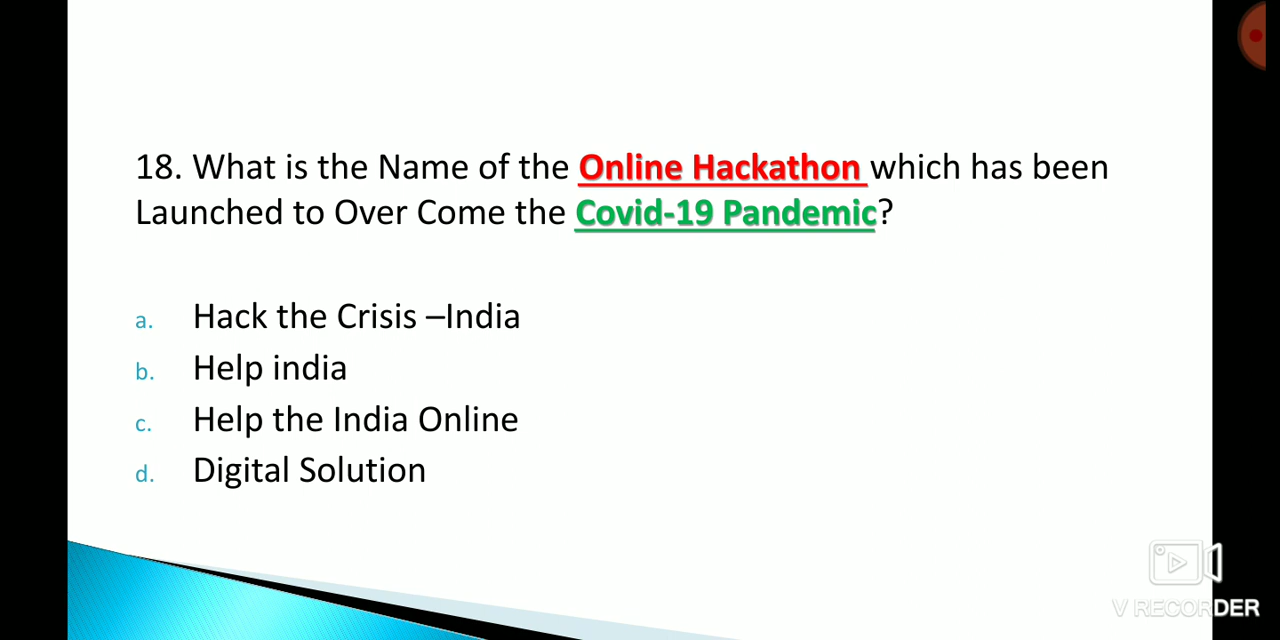 18. What is the Name of the Online Hackathon which has been
Launched to Over Come the Covid-19 Pandemic?
a. Hack the Crisis –India
b. Help india
c. Help the India Online
d. Digital Solution
V RECORDER